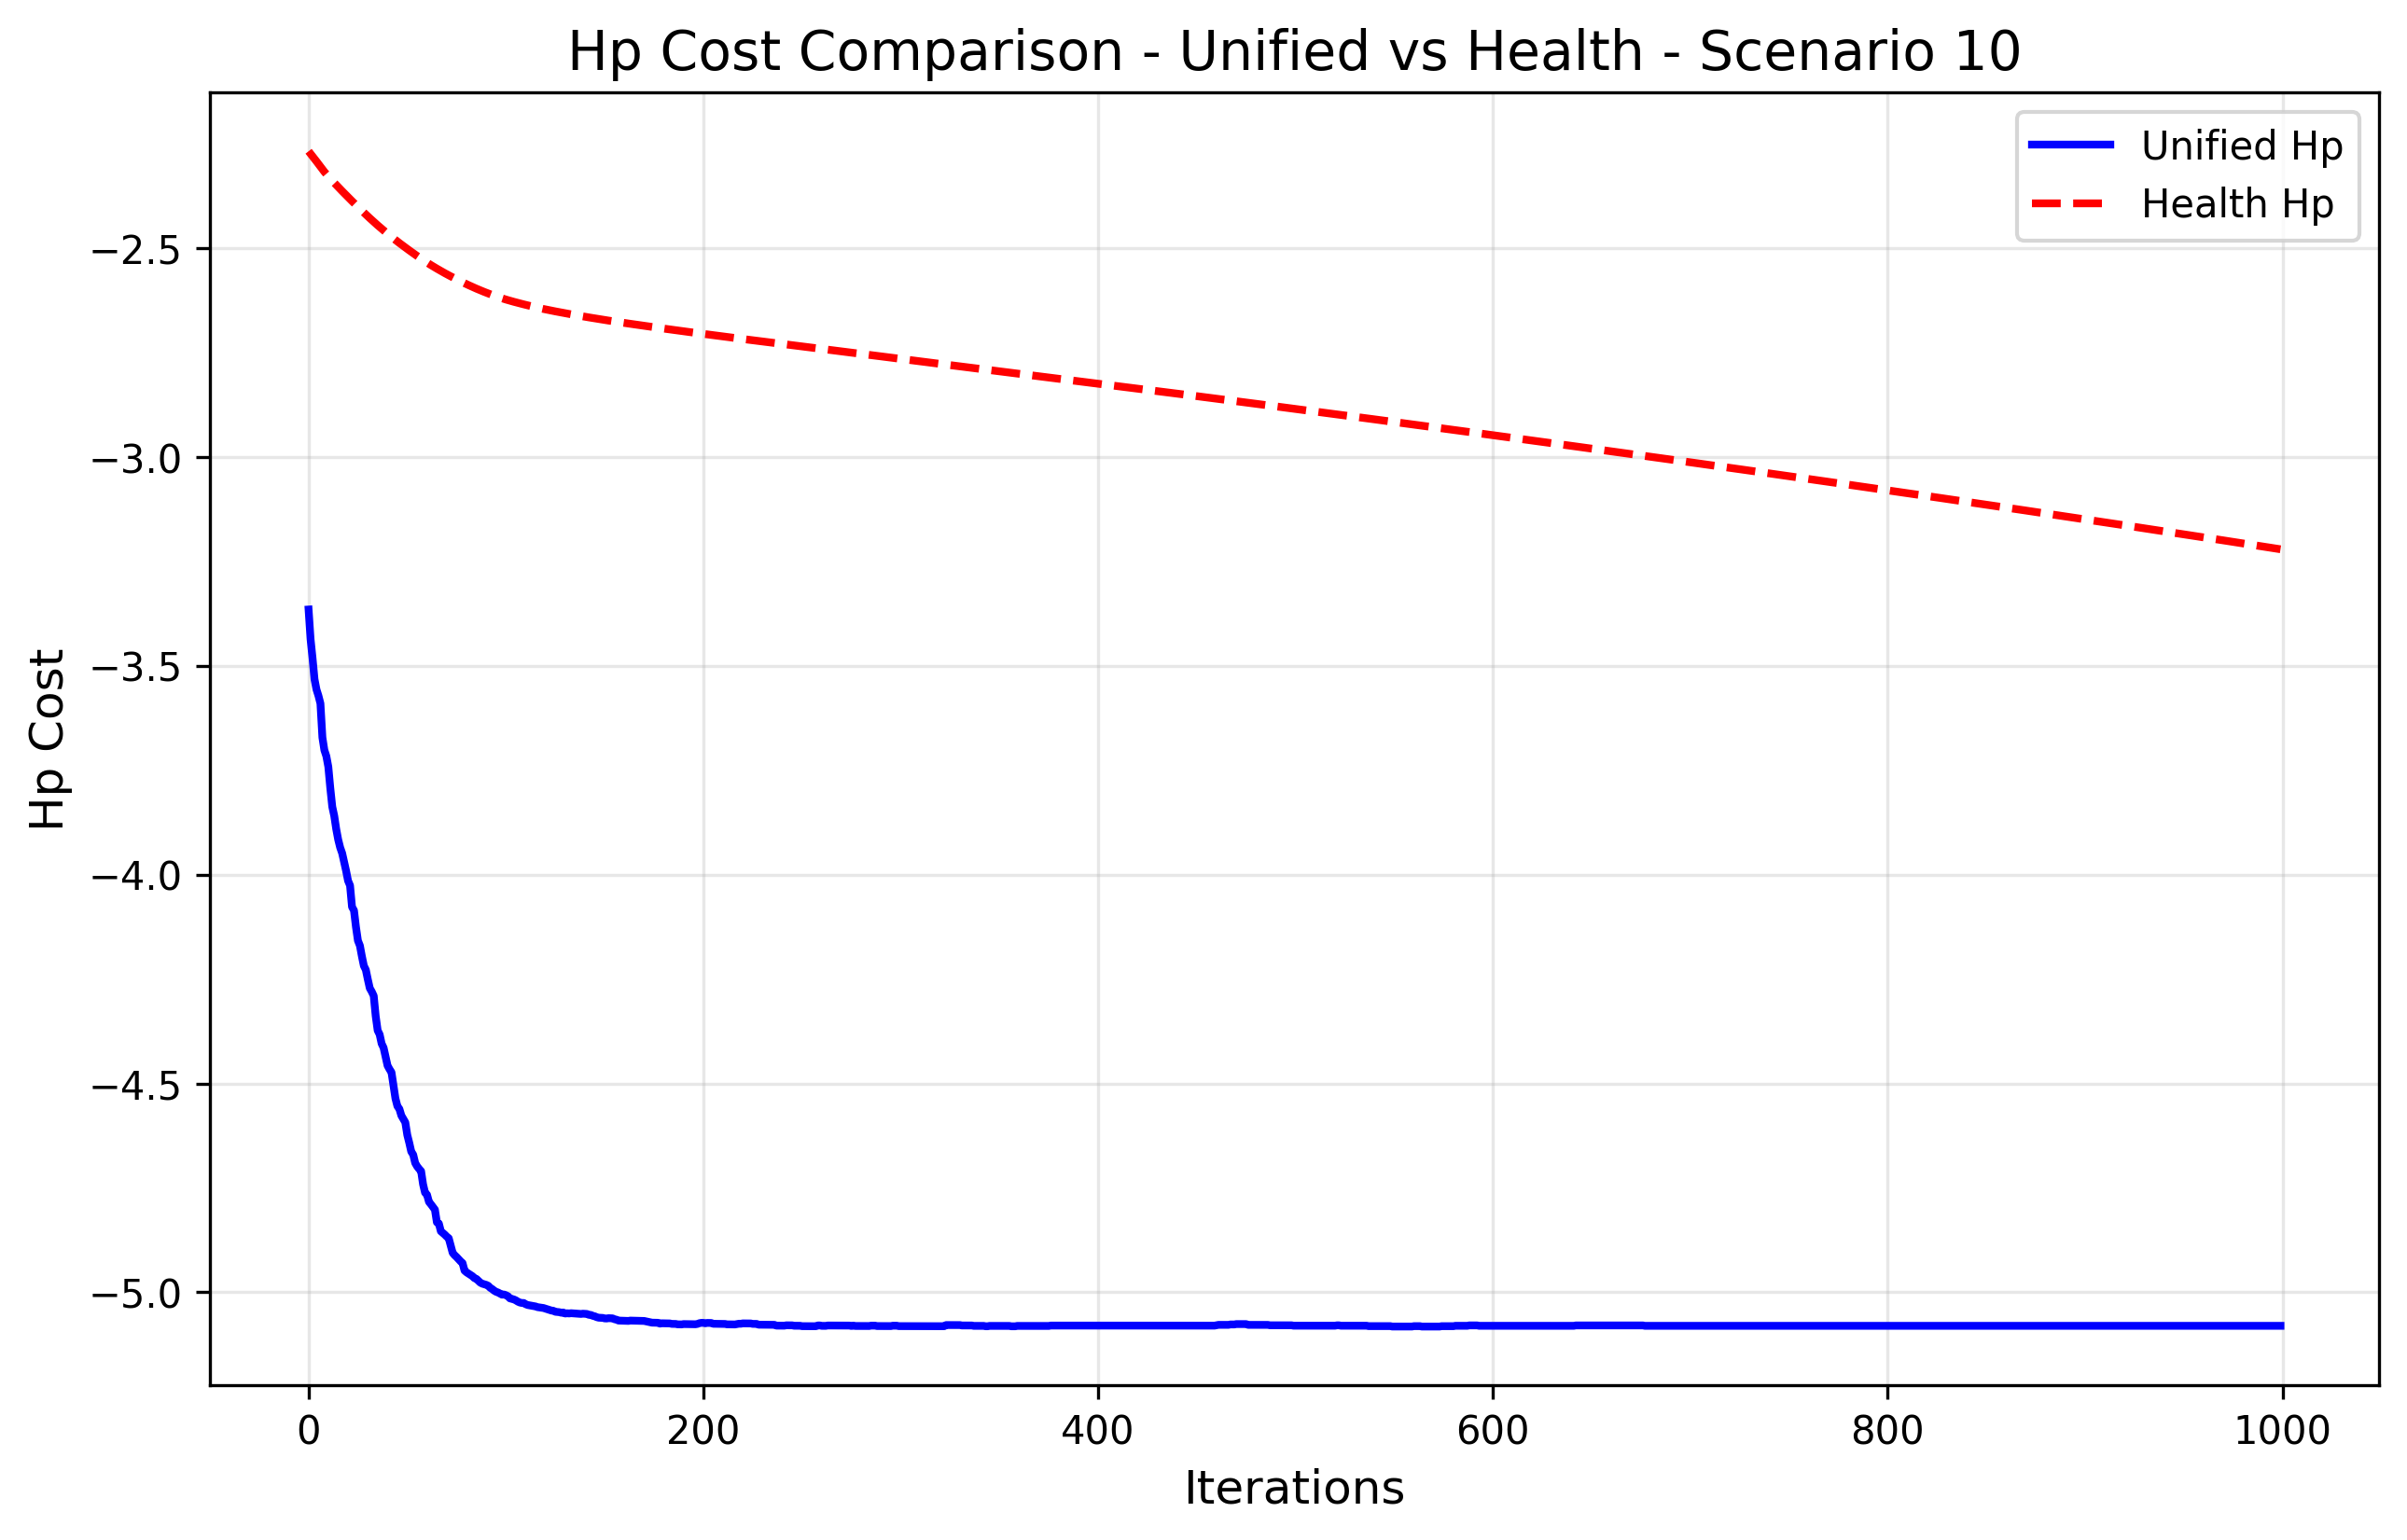 Hp Cost Comparison - Unified vs Health - Scenario 10
Unified Hp
Health Hp
Hp Cost
−2.5
−3.0
−3.5
−4.0
−4.5
−5.0
0 200 400 600 800 1000
Iterations